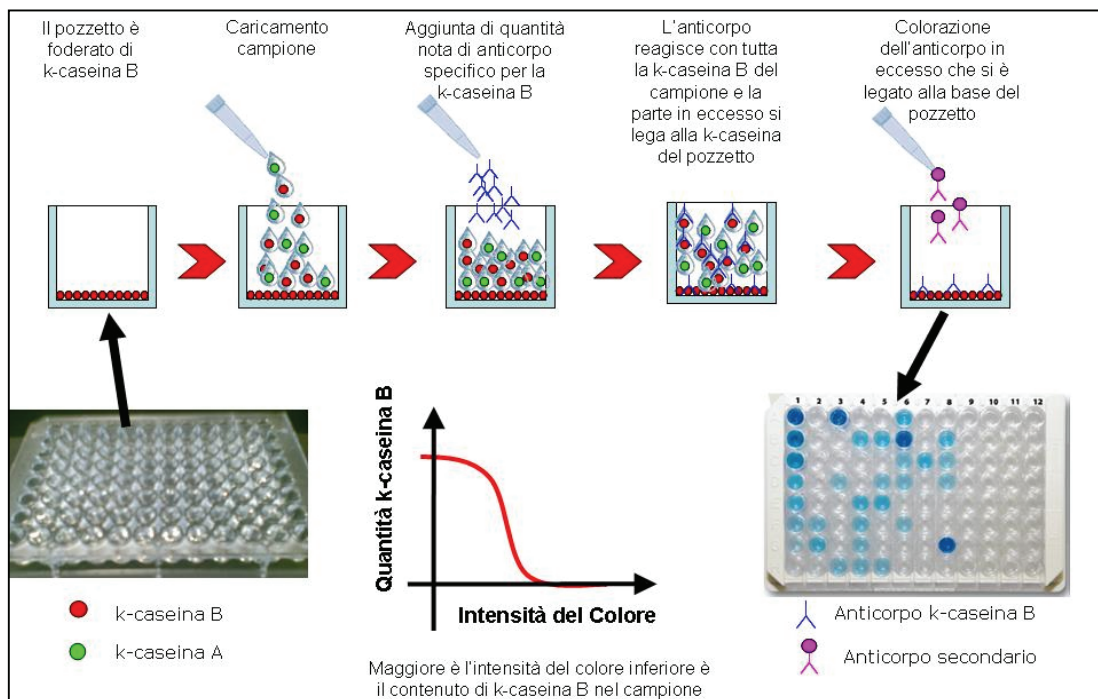 Il pozzetto è
foderato di
k-caseina B
Caricamento
campione
Aggiunta di quantità
nota di anticorpo
specifico per la
k-caseina B
L'anticorpo
reagisce con tutta
la k-caseina B del
campione e la
parte in eccesso si
lega alla k-caseina
del pozzetto
Colorazione
dell'anticorpo in
eccesso che si è
legato alla base del
pozzetto
Quantità k-caseina B
Intensità del Colore
1 2 3 4 5 6 7 8 9 10 11 12
k-caseina B
k-caseina A
Anticorpo k-caseina B
Anticorpo secondario
Maggiore è l'intensità del colore inferiore è
il contenuto di k-caseina B nel campione